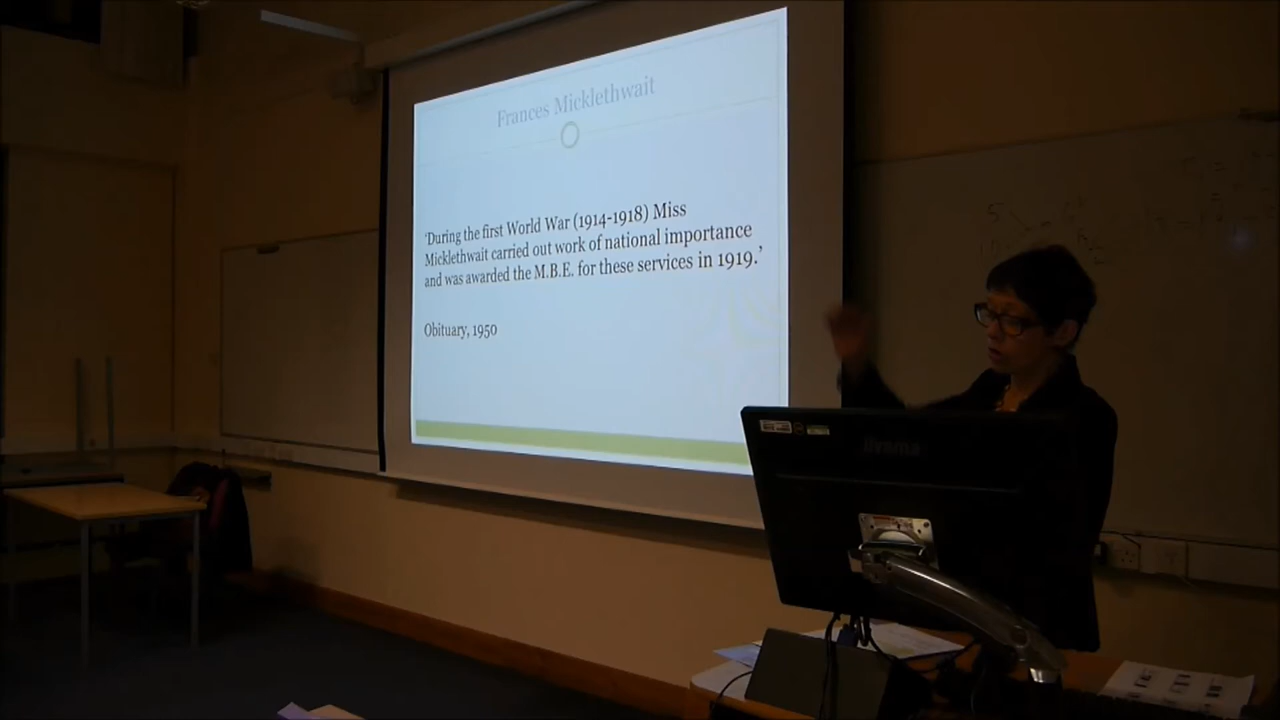 Frances Micklethwait
‘During the first World War (1914-1918) Miss
Micklethwait carried out work of national importance
and was awarded the M.B.E. for these services in 1919.’
Obituary, 1950
iiyama